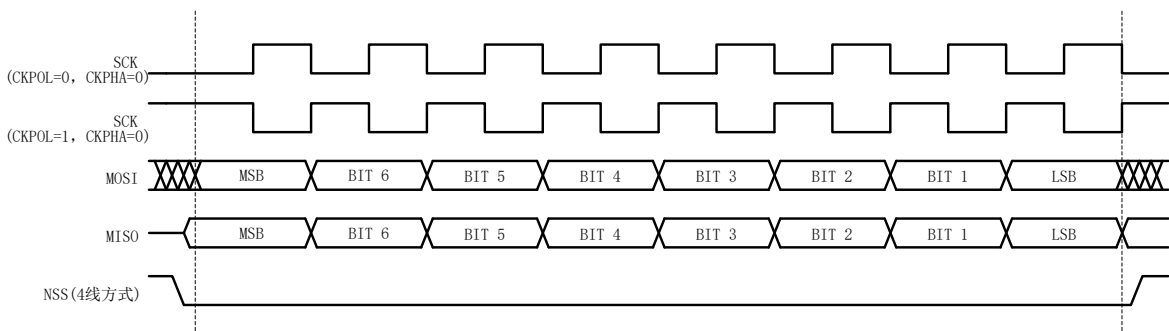 SCK
(CKPOL=0, CKPHA=0)
SCK
(CKPOL=1, CKPHA=0)
MOSI MSB BIT 6 BIT 5 BIT 4 BIT 3 BIT 2 BIT 1 LSB
MISO MSB BIT 6 BIT 5 BIT 4 BIT 3 BIT 2 BIT 1 LSB
NSS(4线方式)